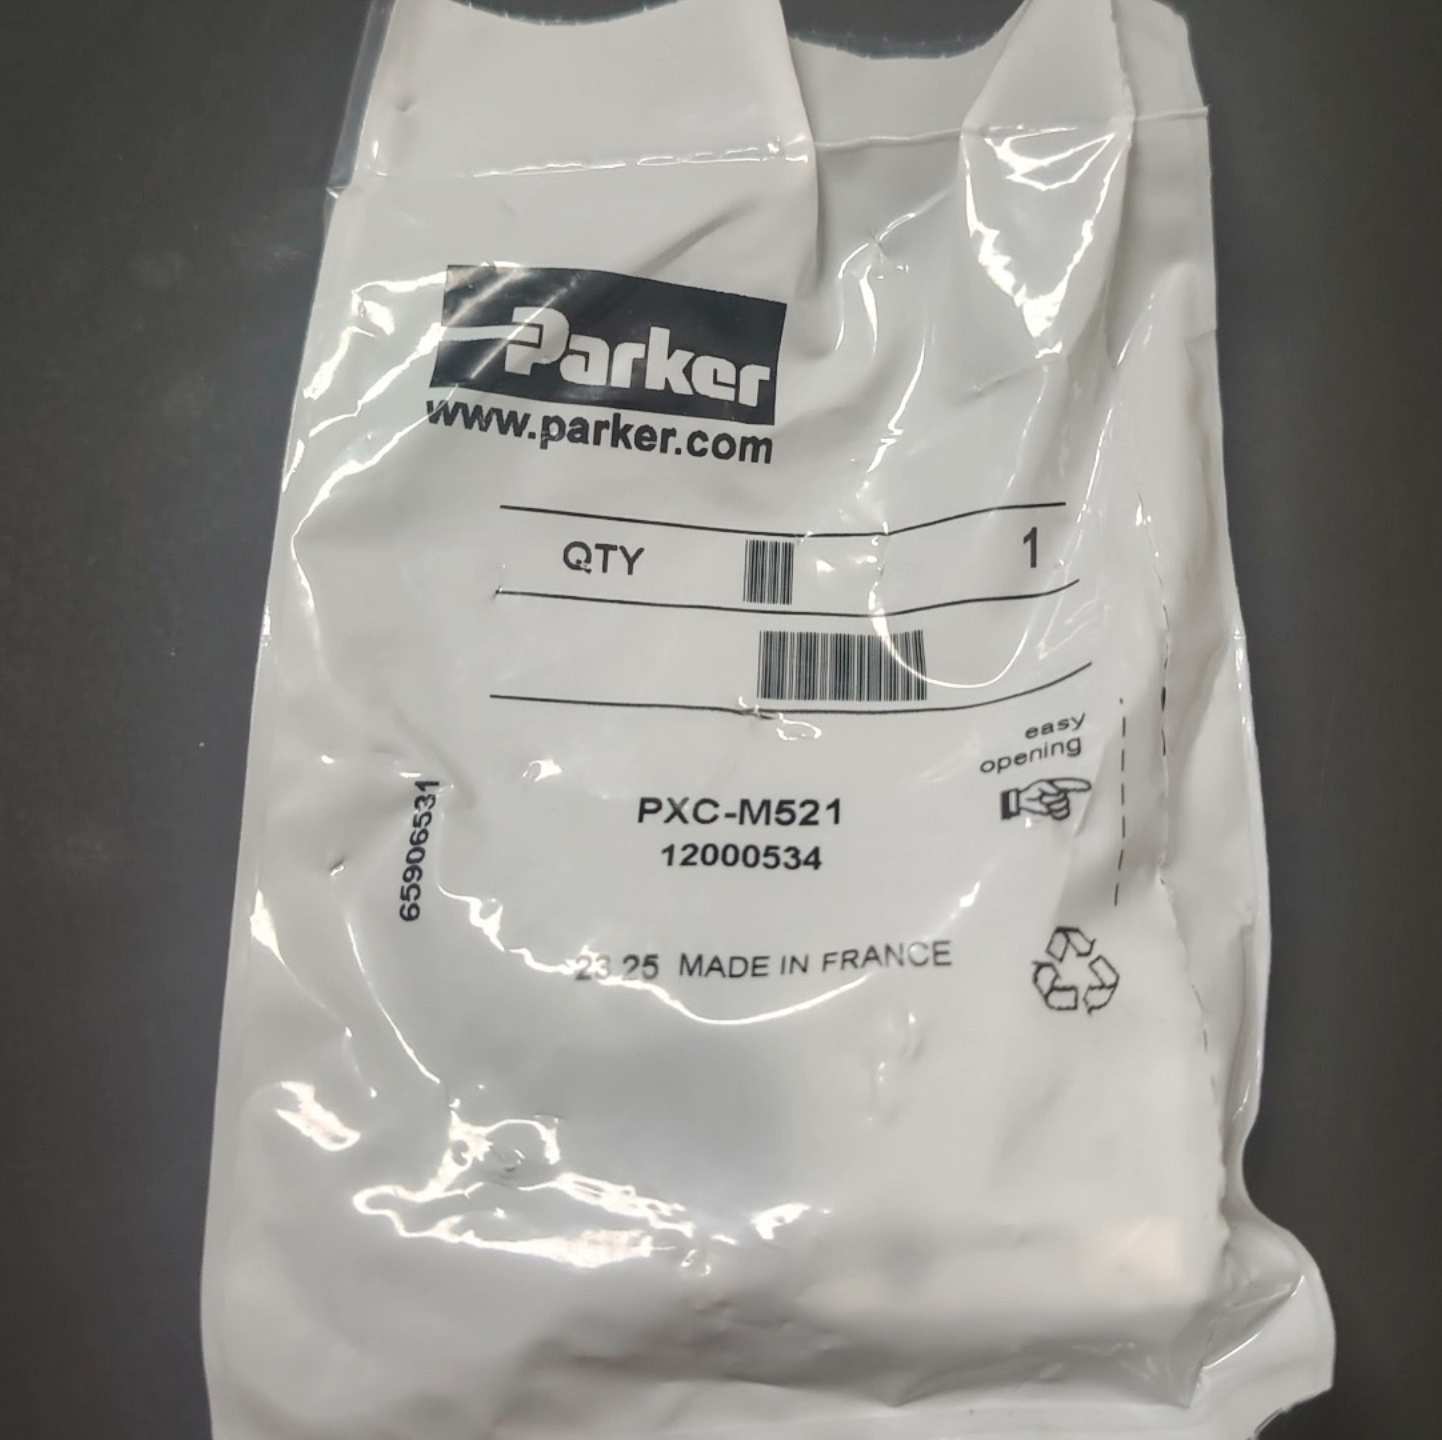 Parker
www.parker.com
QTY 1
easy
opening
PXC-M521
12000534
65906531
23 25 MADE IN FRANCE